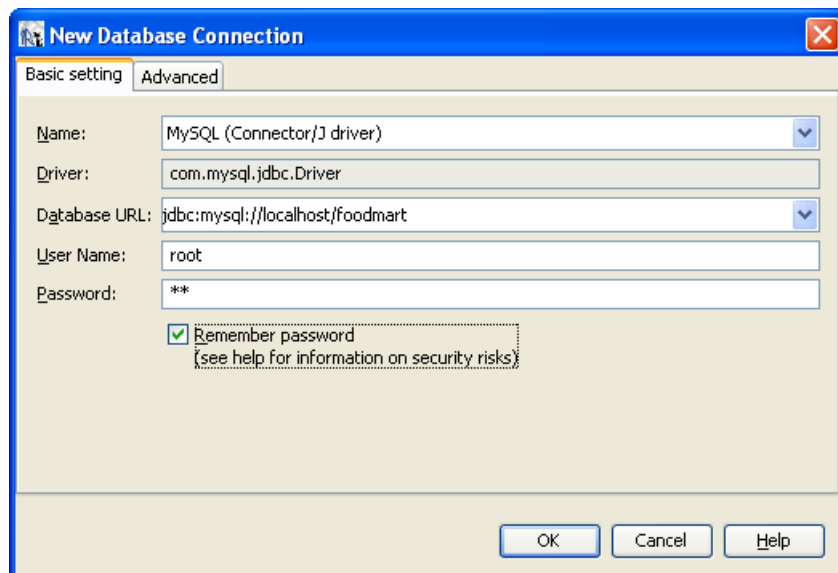 New Database Connection
Basic setting
Advanced
Name: MySQL (Connector/J driver)
Driver: com.mysql.jdbc.Driver
Database URL: jdbc:mysql://localhost/foodmart
User Name: root
Password: **
Remember password
(see help for information on security risks)
OK Cancel Help